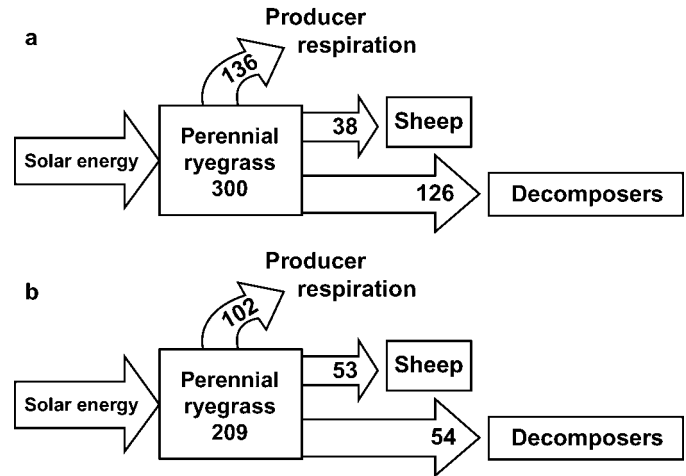 a
Producer
respiration
136
Solar energy
Perennial
ryegrass
300
38
Sheep
126
Decomposers
b
Producer
respiration
102
Solar energy
Perennial
ryegrass
209
53
Sheep
54
Decomposers